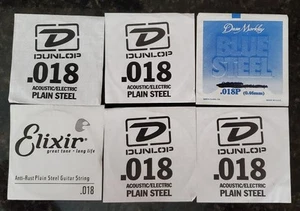 DUNLOP
.018
ACOUSTIC/ELECTRIC
PLAIN STEEL
DUNLOP
.018
ACOUSTIC/ELECTRIC
PLAIN STEEL
Dean Markley
BLUE
STEEL
.018P (0.46mm)
Elixir
great tone · long life
Anti-Rust Plain Steel Guitar String
.018
DUNLOP
.018
ACOUSTIC/ELECTRIC
PLAIN STEEL
DUNLOP
.018
ACOUSTIC/ELECTRIC
PLAIN STEEL